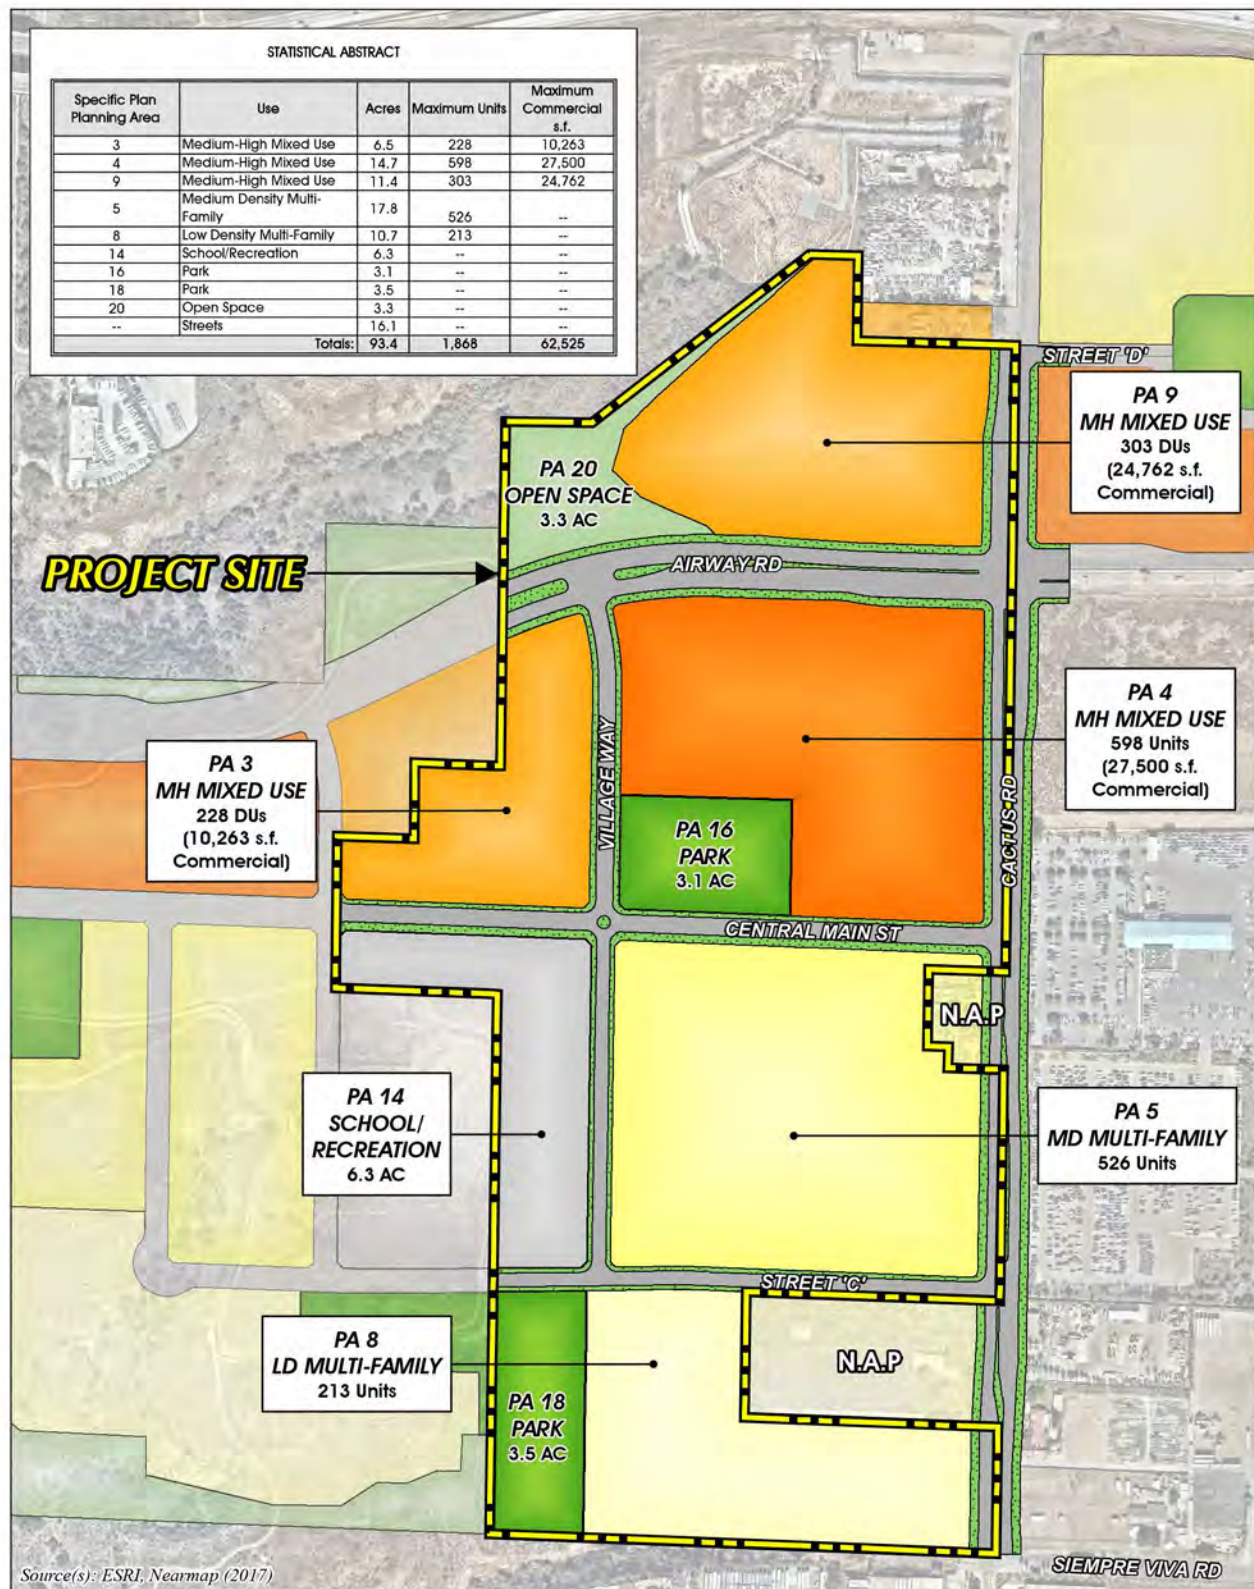 STATISTICAL ABSTRACT
Specific Plan Planning Area Use Acres Maximum Units Maximum Commercial s.f.
3 Medium-High Mixed Use 6.5 228 10,263
4 Medium-High Mixed Use 14.7 598 27,500
9 Medium-High Mixed Use 11.4 303 24,762
5 Medium Density Multi-Family 17.8 526 --
8 Low Density Multi-Family 10.7 213 --
14 School/Recreation 6.3 -- --
16 Park 3.1 -- --
18 Park 3.5 -- --
20 Open Space 3.3 -- --
-- Streets 16.1 -- --
Totals: 93.4 1,868 62,525
STREET 'D'
PA 9
MH MIXED USE
303 DUs
(24,762 s.f.
Commercial)
PA 20
OPEN SPACE
3.3 AC
PROJECT SITE
AIRWAY RD
PA 4
MH MIXED USE
598 Units
(27,500 s.f.
Commercial)
PA 3
MH MIXED USE
228 DUs
(10,263 s.f.
Commercial)
VILLAGE WAY
CACTUS RD
PA 16
PARK
3.1 AC
CENTRAL MAIN ST
N.A.P
PA 14
SCHOOL/
RECREATION
6.3 AC
PA 5
MD MULTI-FAMILY
526 Units
STREET 'C'
PA 8
LD MULTI-FAMILY
213 Units
N.A.P
PA 18
PARK
3.5 AC
Source(s): ESRI, Nearmap (2017)
SIEMPRE VIVA RD